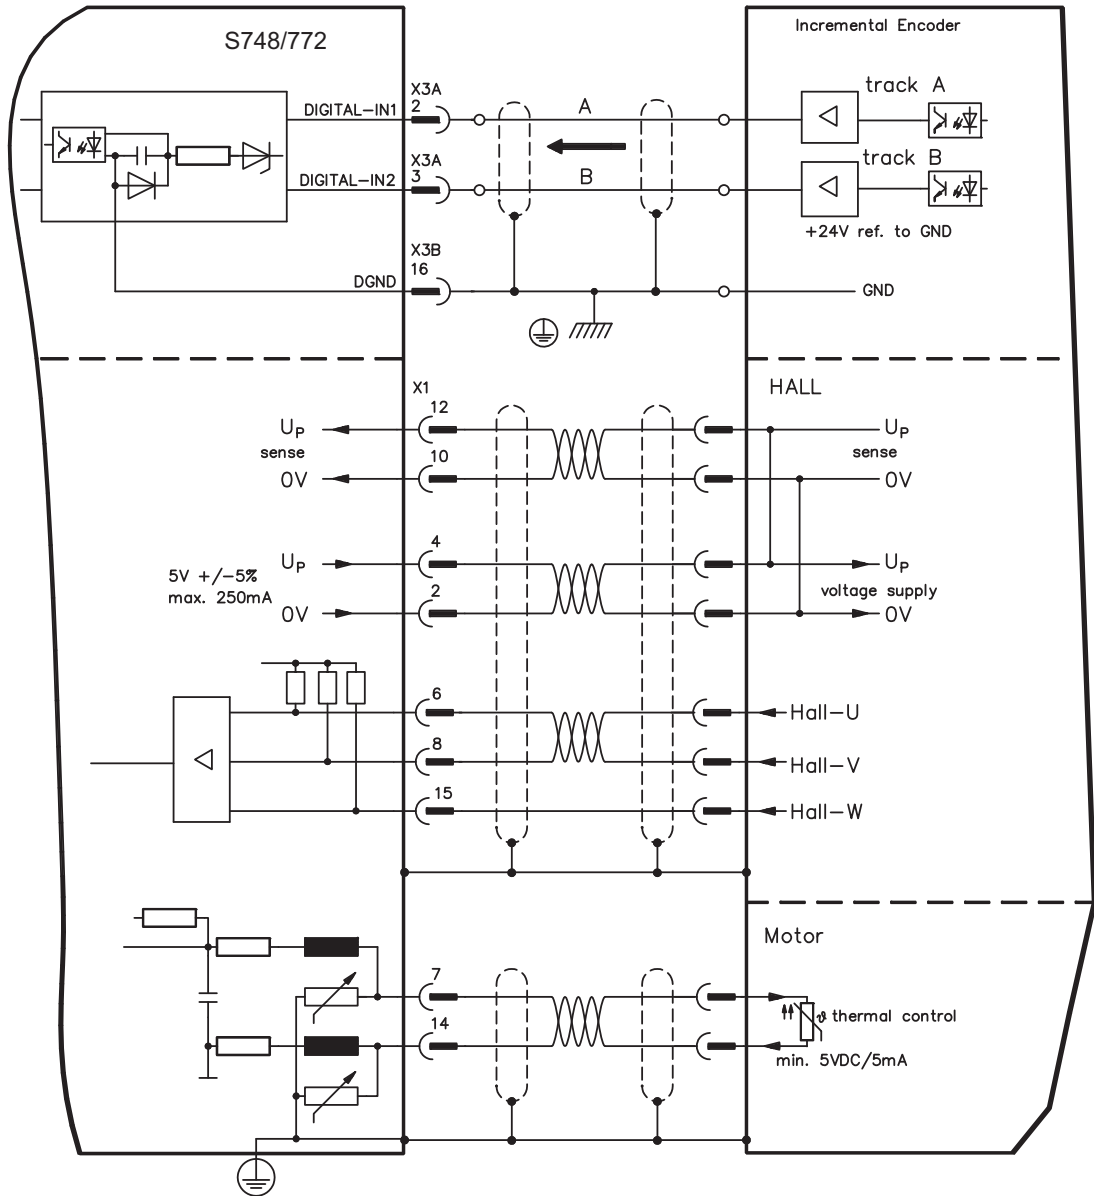 S748/772
Incremental Encoder
X3A
2
DIGITAL-IN1
A
track A
X3A
3
DIGITAL-IN2
B
track B
+24V ref. to GND
X3B
16
DGND
GND
X1
HALL
12
UP
UP
sense
sense
10
0V
0V
4
UP
UP
5V +/-5%
max. 250mA
voltage supply
2
0V
0V
6
Hall-U
8
Hall-V
15
Hall-W
Motor
7
14
ϑ thermal control
min. 5VDC/5mA